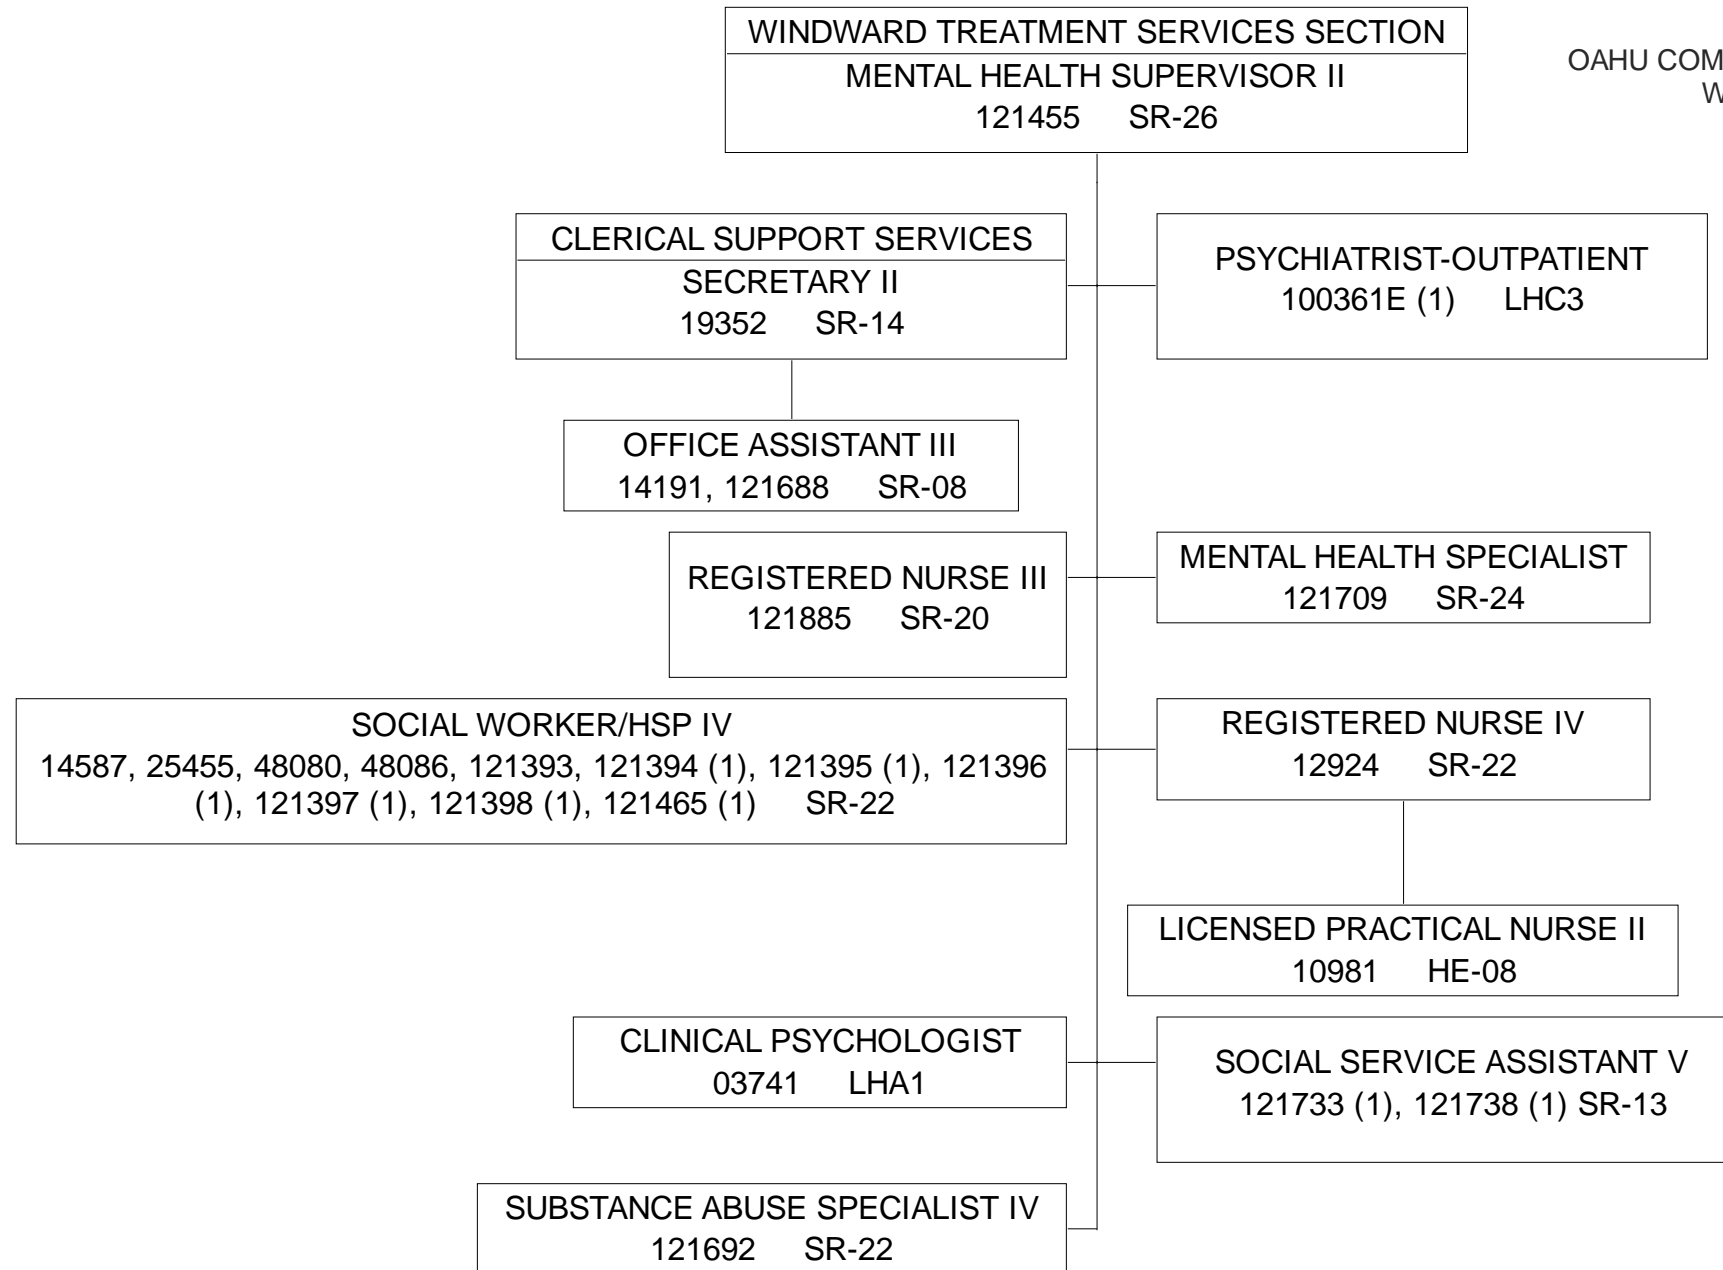 WINDWARD TREATMENT SERVICES SECTION
MENTAL HEALTH SUPERVISOR II
121455 SR-26
OAHU COM
W
CLERICAL SUPPORT SERVICES
SECRETARY II
19352 SR-14
PSYCHIATRIST-OUTPATIENT
100361E (1) LHC3
OFFICE ASSISTANT III
14191, 121688 SR-08
REGISTERED NURSE III
121885 SR-20
MENTAL HEALTH SPECIALIST
121709 SR-24
SOCIAL WORKER/HSP IV
14587, 25455, 48080, 48086, 121393, 121394 (1), 121395 (1), 121396
(1), 121397 (1), 121398 (1), 121465 (1) SR-22
REGISTERED NURSE IV
12924 SR-22
LICENSED PRACTICAL NURSE II
10981 HE-08
CLINICAL PSYCHOLOGIST
03741 LHA1
SOCIAL SERVICE ASSISTANT V
121733 (1), 121738 (1) SR-13
SUBSTANCE ABUSE SPECIALIST IV
121692 SR-22